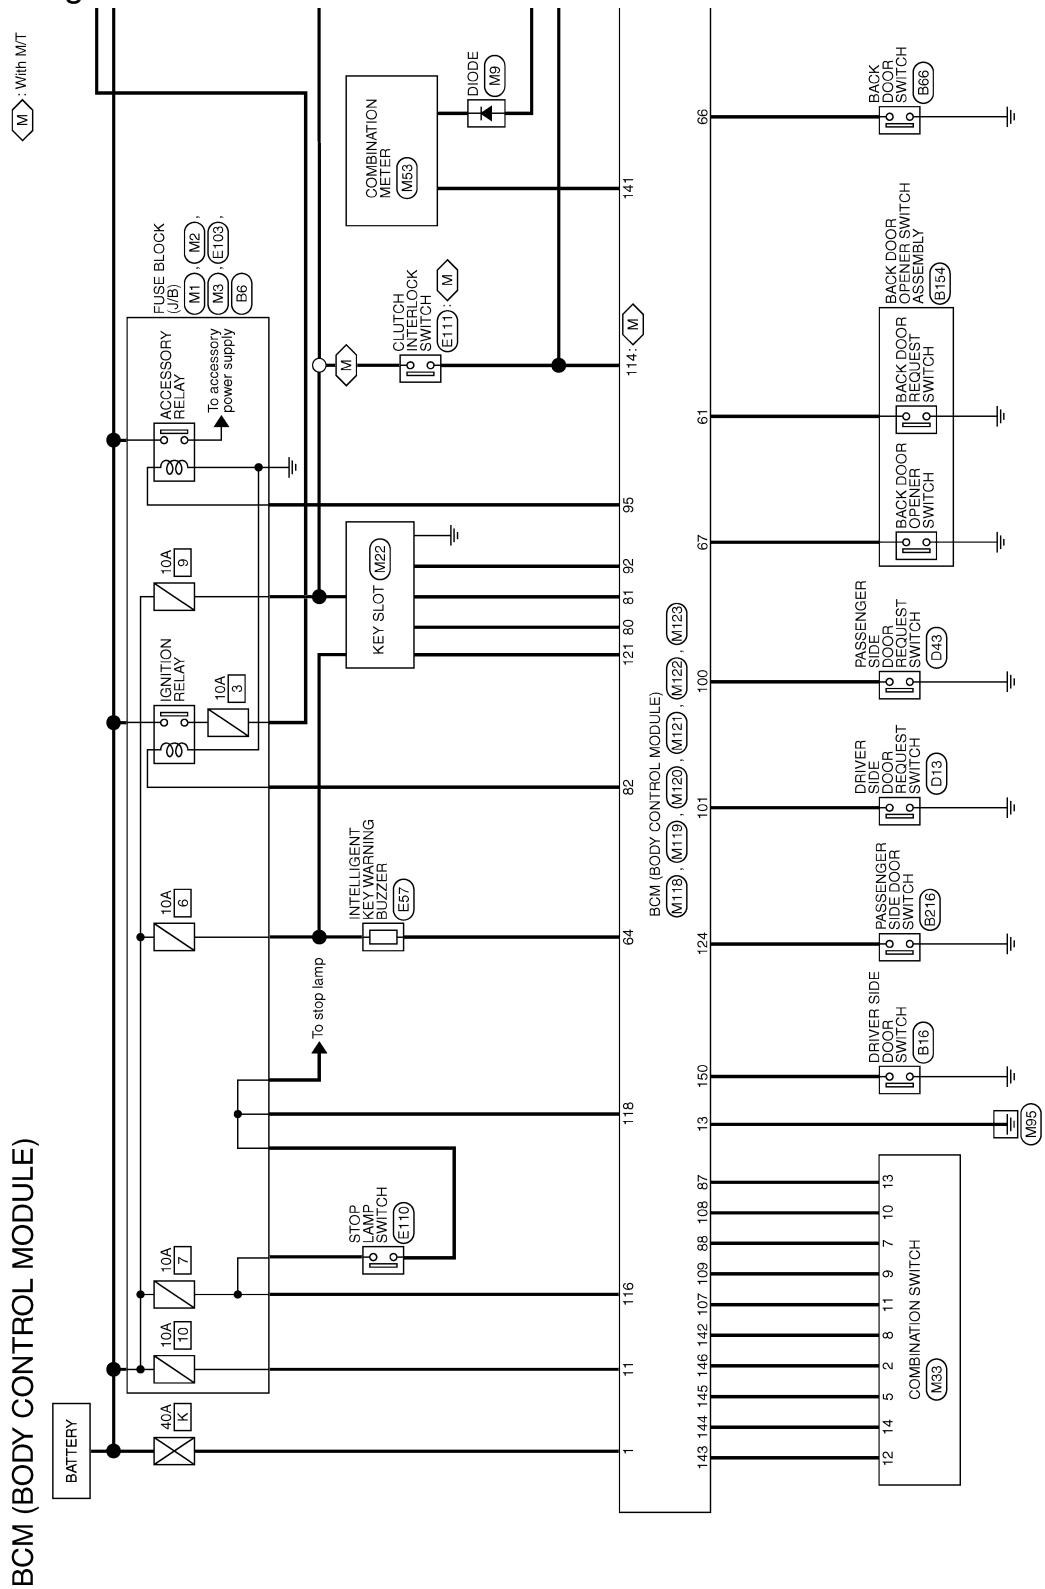 BCM (BODY CONTROL MODULE)
M : With M/T
BATTERY
40A
K
10A
10
10A
7
10A
6
IGNITION
RELAY
10A
3
10A
9
ACCESSORY
RELAY
To accessory
power supply
FUSE BLOCK
(J/B)
M1 , M2 ,
M3 , E103 ,
B6
STOP
LAMP
SWITCH
E110
To stop lamp
INTELLIGENT
KEY WARNING
BUZZER
E57
KEY SLOT
M22
M
CLUTCH
INTERLOCK
SWITCH
E111 : M
COMBINATION
METER
M53
DIODE
M9
1
11
116
118
64
82
121
80
81
92
95
114: M
141
BCM (BODY CONTROL MODULE)
M118 , M119 , M120 , M121 , M122 , M123
143
144
145
146
142
107
109
88
108
87
13
150
124
101
100
67
61
66
12
14
5
2
8
11
9
7
10
13
COMBINATION SWITCH
M33
M95
DRIVER SIDE
DOOR
SWITCH
B16
PASSENGER
SIDE DOOR
SWITCH
B216
DRIVER
SIDE
DOOR
REQUEST
SWITCH
D13
PASSENGER
SIDE
DOOR
REQUEST
SWITCH
D43
BACK DOOR
OPENER
SWITCH
BACK DOOR
REQUEST
SWITCH
BACK DOOR
OPENER SWITCH
ASSEMBLY
B154
BACK
DOOR
SWITCH
B66